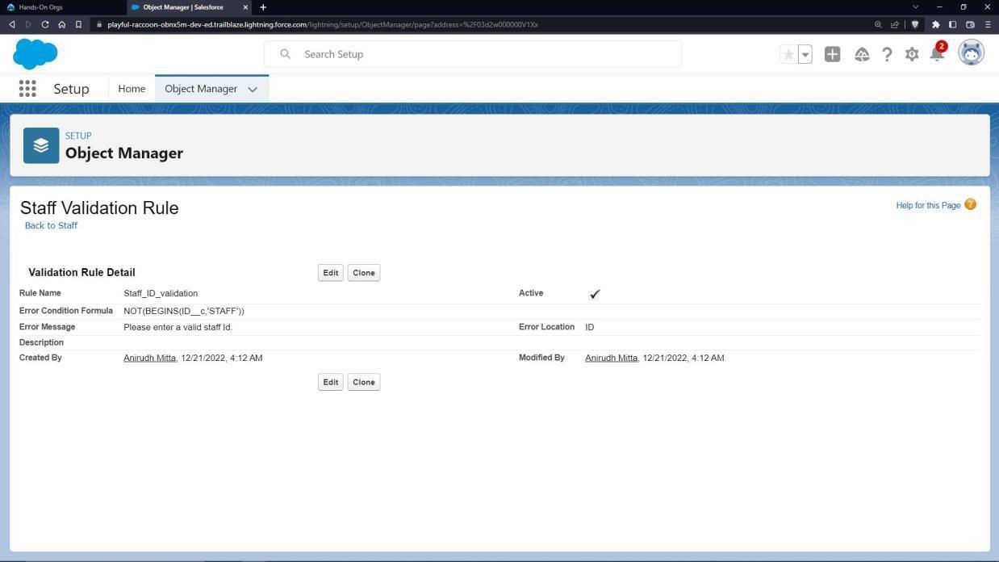 Hands-On Orgs
Object Manager | Salesforce
playful-raccoon-obnx5m-dev-ed.trailblaze.lightning.force.com/lightning/setup/ObjectManager/page?address=%2F03d2w000000V1Xx
Search Setup
2
Setup
Home
Object Manager
SETUP
Object Manager
Staff Validation Rule
Help for this Page
Back to Staff
Validation Rule Detail
Edit Clone
Rule Name Staff_ID_validation Active
Error Condition Formula NOT(BEGINS(ID__c,'STAFF'))
Error Message Please enter a valid staff Id. Error Location ID
Description
Created By Anirudh Mitta, 12/21/2022, 4:12 AM Modified By Anirudh Mitta, 12/21/2022, 4:12 AM
Edit Clone